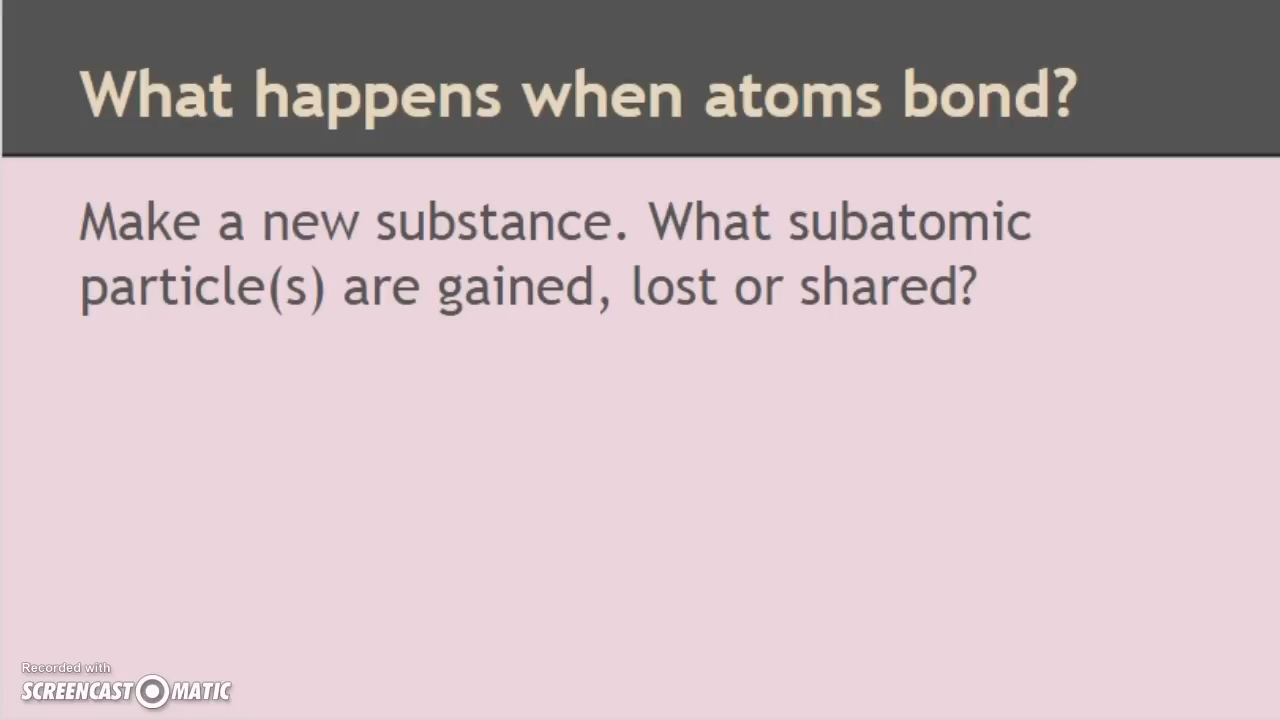 What happens when atoms bond?
Make a new substance. What subatomic
particle(s) are gained, lost or shared?
Recorded with
SCREENCAST MATIC